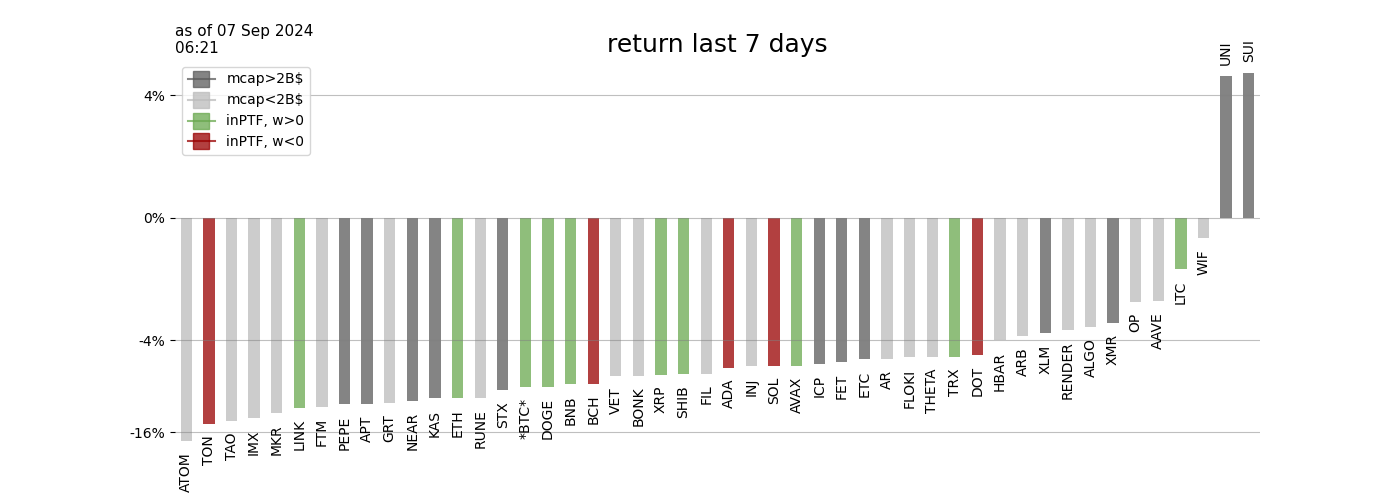 as of 07 Sep 2024
06:21
return last 7 days
mcap>2B$
mcap<2B$
inPTF, w>0
inPTF, w<0
4%
0%
-4%
-16%
ATOM
TON
TAO
IMX
MKR
LINK
FTM
PEPE
APT
GRT
NEAR
KAS
ETH
RUNE
STX
*BTC*
DOGE
BNB
BCH
VET
BONK
XRP
SHIB
FIL
ADA
INJ
SOL
AVAX
ICP
FET
ETC
AR
FLOKI
THETA
TRX
DOT
HBAR
ARB
XLM
RENDER
ALGO
XMR
OP
AAVE
LTC
WIF
UNI
SUI